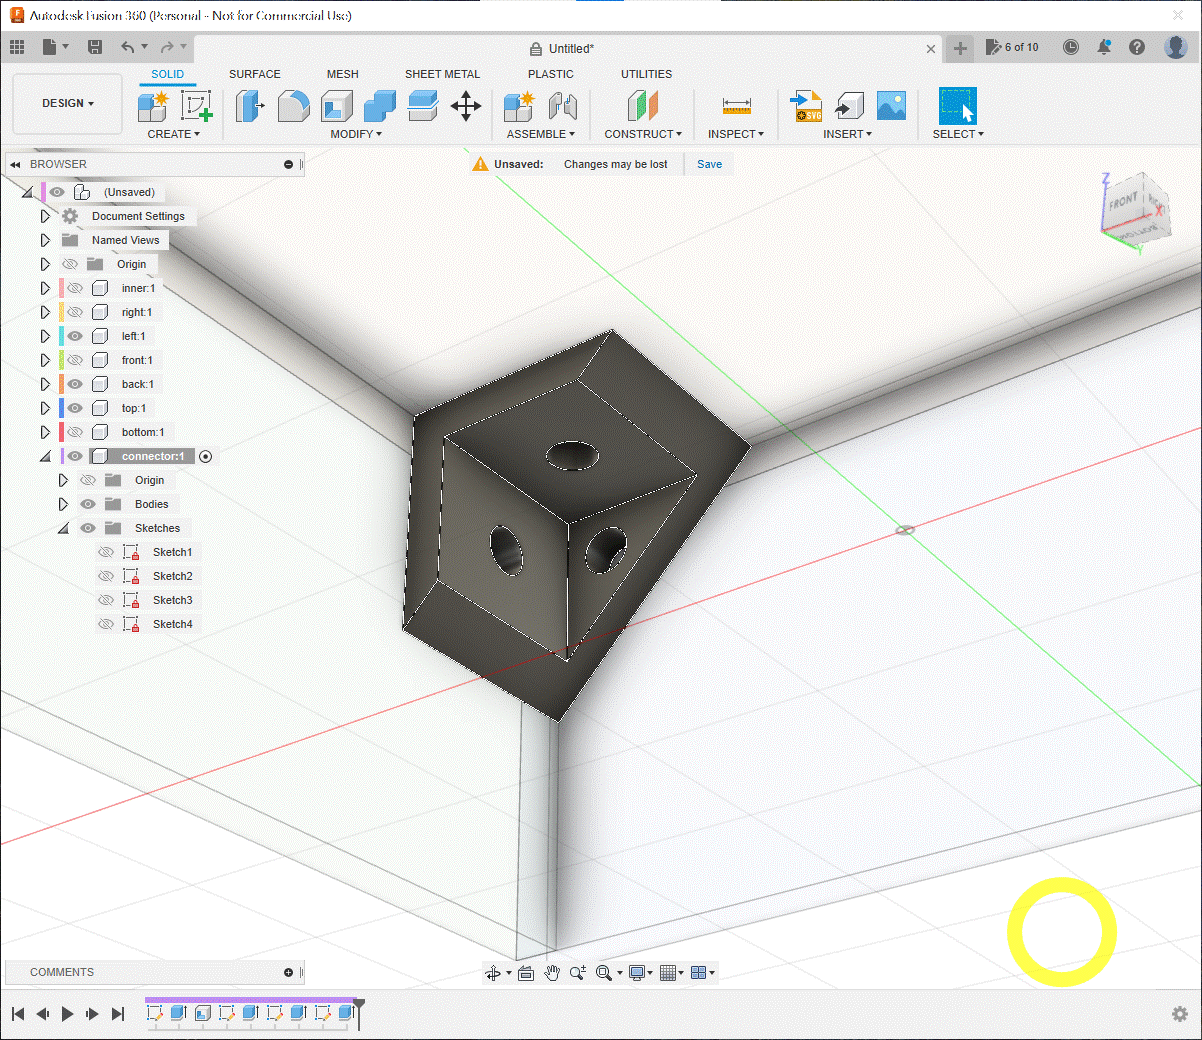 Autodesk Fusion 360 (Personal - Not for Commercial Use)
Untitled*
6 of 10
DESIGN
SOLID
SURFACE
MESH
SHEET METAL
PLASTIC
UTILITIES
CREATE
MODIFY
ASSEMBLE
CONSTRUCT
INSPECT
INSERT
SELECT
SVG
BROWSER
Unsaved: Changes may be lost Save
(Unsaved)
Document Settings
Named Views
Origin
inner:1
right:1
left:1
front:1
back:1
top:1
bottom:1
connector:1
Origin
Bodies
Sketches
Sketch1
Sketch2
Sketch3
Sketch4
Z
FRONT
RIGHT
X
BOTTOM
Y
COMMENTS